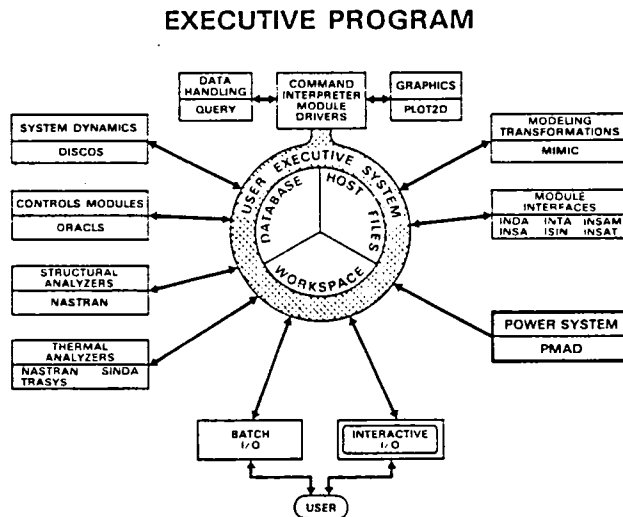 EXECUTIVE PROGRAM
DATA
HANDLING
QUERY
COMMAND
INTERPRETER
MODULE
DRIVERS
GRAPHICS
PLOT2D
SYSTEM DYNAMICS
DISCOS
MODELING
TRANSFORMATIONS
MIMIC
USER EXECUTIVE SYSTEM
DATABASE
HOST FILES
WORKSPACE
CONTROLS MODULES
ORACLS
MODULE
INTERFACES
INDA INTA INSAM
INSA ISIN INSAT
STRUCTURAL
ANALYZERS
NASTRAN
POWER SYSTEM
PMAD
THERMAL
ANALYZERS
NASTRAN SINDA
TRASYS
BATCH
I/O
INTERACTIVE
I/O
USER